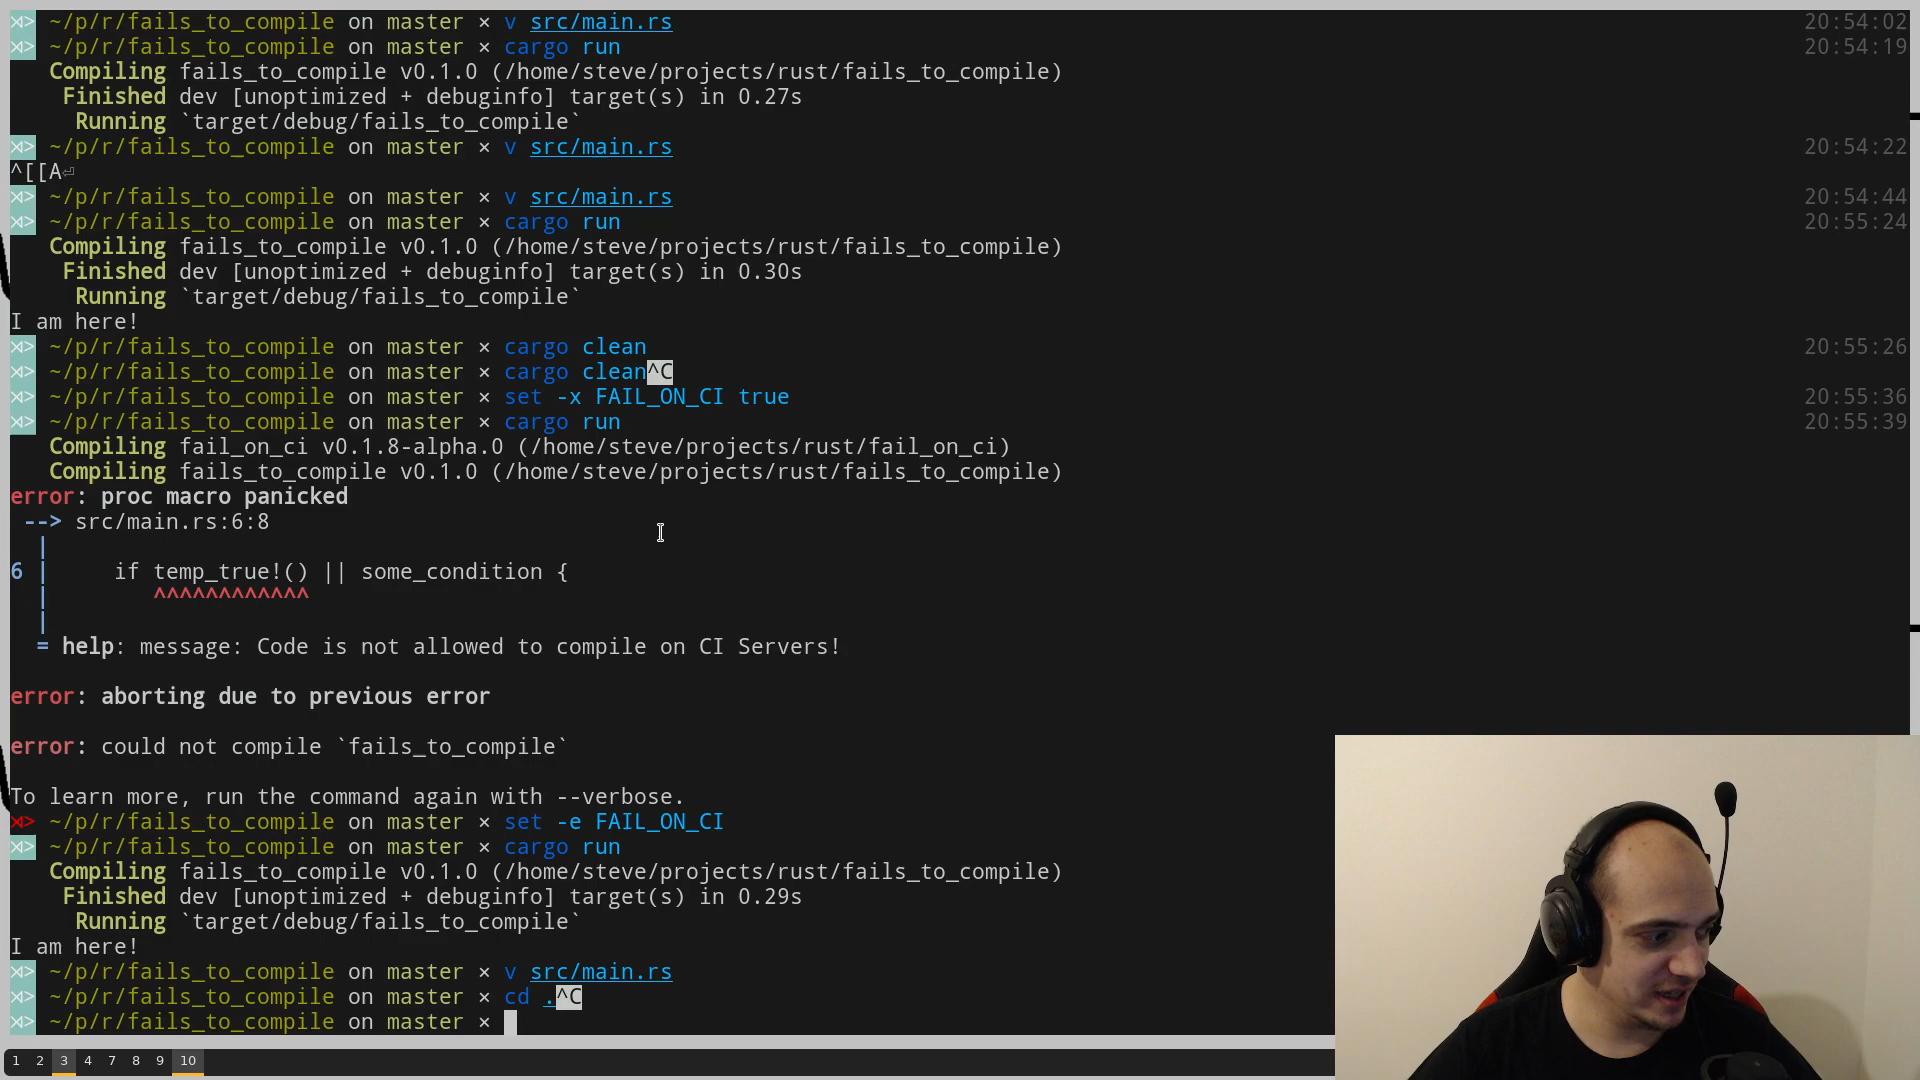 ⋊> ~/p/r/fails_to_compile on master × v src/main.rs 20:54:02
⋊> ~/p/r/fails_to_compile on master × cargo run 20:54:19
Compiling fails_to_compile v0.1.0 (/home/steve/projects/rust/fails_to_compile)
Finished dev [unoptimized + debuginfo] target(s) in 0.27s
Running `target/debug/fails_to_compile`
⋊> ~/p/r/fails_to_compile on master × v src/main.rs 20:54:22
^[[A⏎
⋊> ~/p/r/fails_to_compile on master × v src/main.rs 20:54:44
⋊> ~/p/r/fails_to_compile on master × cargo run 20:55:24
Compiling fails_to_compile v0.1.0 (/home/steve/projects/rust/fails_to_compile)
Finished dev [unoptimized + debuginfo] target(s) in 0.30s
Running `target/debug/fails_to_compile`
I am here!
⋊> ~/p/r/fails_to_compile on master × cargo clean 20:55:26
⋊> ~/p/r/fails_to_compile on master × cargo clean^C
⋊> ~/p/r/fails_to_compile on master × set -x FAIL_ON_CI true 20:55:36
⋊> ~/p/r/fails_to_compile on master × cargo run 20:55:39
Compiling fail_on_ci v0.1.8-alpha.0 (/home/steve/projects/rust/fail_on_ci)
Compiling fails_to_compile v0.1.0 (/home/steve/projects/rust/fails_to_compile)
error: proc macro panicked
--> src/main.rs:6:8
|
6 | if temp_true!() || some_condition {
| ^^^^^^^^^^^^
|
= help: message: Code is not allowed to compile on CI Servers!
error: aborting due to previous error
error: could not compile `fails_to_compile`
To learn more, run the command again with --verbose.
⋊> ~/p/r/fails_to_compile on master × set -e FAIL_ON_CI
⋊> ~/p/r/fails_to_compile on master × cargo run
Compiling fails_to_compile v0.1.0 (/home/steve/projects/rust/fails_to_compile)
Finished dev [unoptimized + debuginfo] target(s) in 0.29s
Running `target/debug/fails_to_compile`
I am here!
⋊> ~/p/r/fails_to_compile on master × v src/main.rs
⋊> ~/p/r/fails_to_compile on master × cd .^C
⋊> ~/p/r/fails_to_compile on master ×
1 2 3 4 7 8 9 10